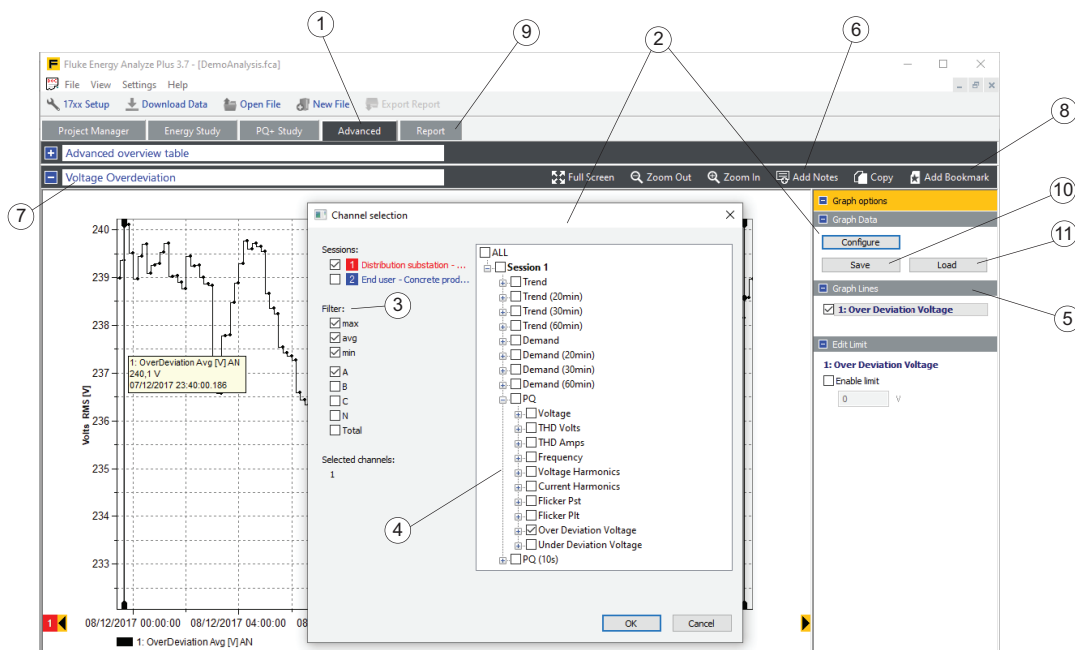 1
9
2
6
8
10
11
5
7
3
4
Fluke Energy Analyze Plus 3.7 - [DemoAnalysis.fca]
File View Settings Help
17xx Setup Download Data Open File New File Export Report
Project Manager Energy Study PQ+ Study Advanced Report
Advanced overview table
Voltage Overdeviation Full Screen Zoom Out Zoom In Add Notes Copy Add Bookmark
240
239
238
237
236
235
234
233
Volts RMS [V]
1: OverDeviation Avg [V] AN
240,1 V
07/12/2017 23:40:00.186
1
08/12/2017 00:00:00 08/12/2017 04:00:00 08
1: OverDeviation Avg [V] AN
Channel selection
Sessions:
1 Distribution substation - ...
2 End user - Concrete prod...
Filter:
max
avg
min
A
B
C
N
Total
Selected channels:
1
ALL
Session 1
Trend
Trend (20min)
Trend (30min)
Trend (60min)
Demand
Demand (20min)
Demand (30min)
Demand (60min)
PQ
Voltage
THD Volts
THD Amps
Frequency
Voltage Harmonics
Current Harmonics
Flicker Pst
Flicker Plt
Over Deviation Voltage
Under Deviation Voltage
PQ (10s)
OK Cancel
Graph options
Graph Data
Configure
Save Load
Graph Lines
1: Over Deviation Voltage
Edit Limit
1: Over Deviation Voltage
Enable limit
0 V